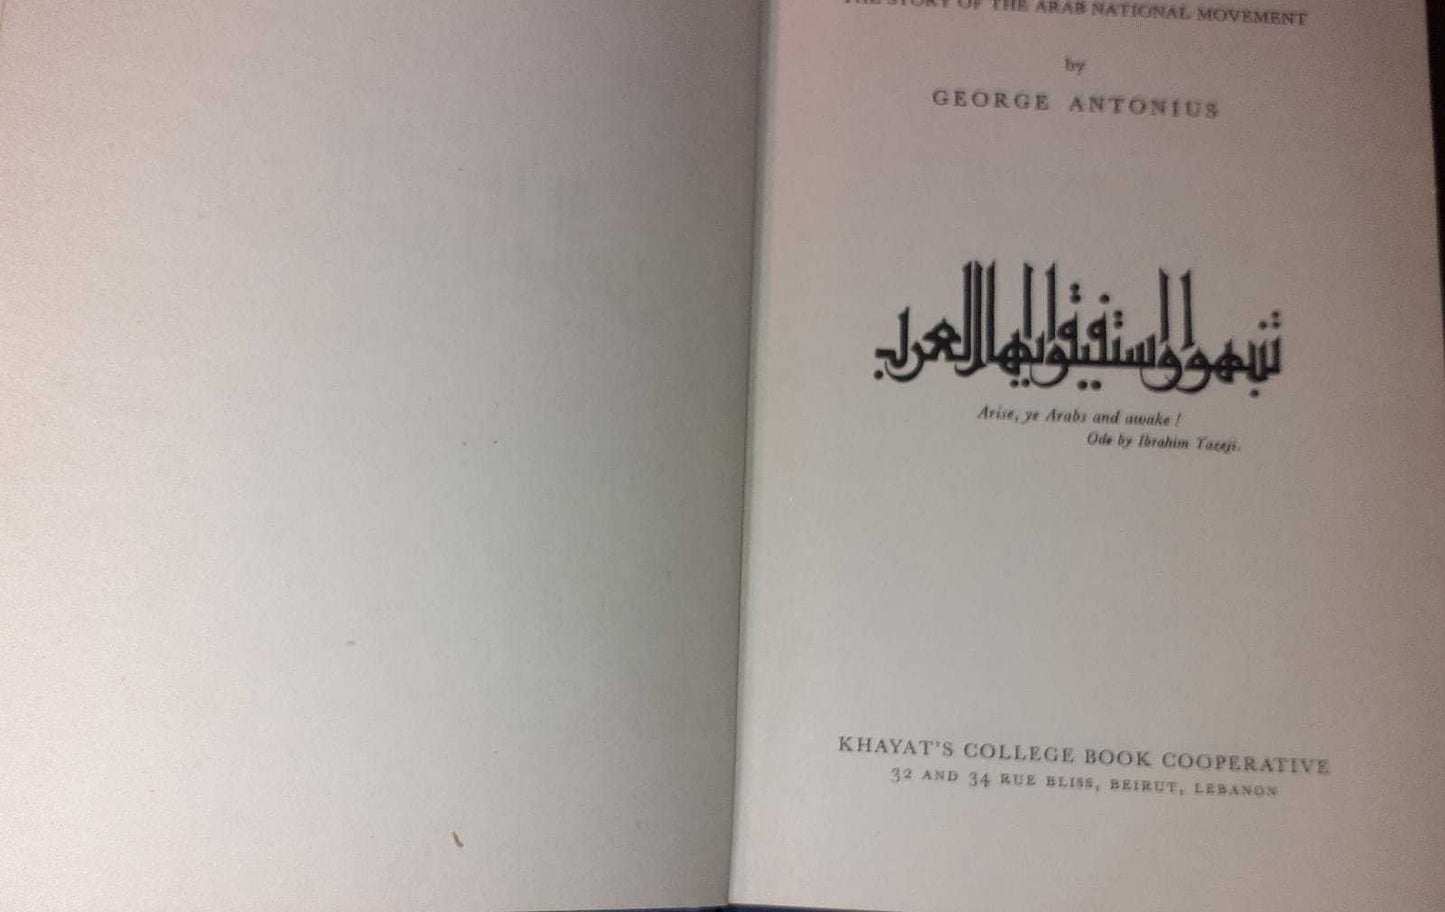 THE STORY OF THE ARAB NATIONAL MOVEMENT
by
GEORGE ANTONIUS
تنبهوا واستفيقوا ايها العرب
Arise, ye Arabs and awake !
Ode by Ibrahim Yazeji.
KHAYAT'S COLLEGE BOOK COOPERATIVE
32 AND 34 RUE BLISS, BEIRUT, LEBANON